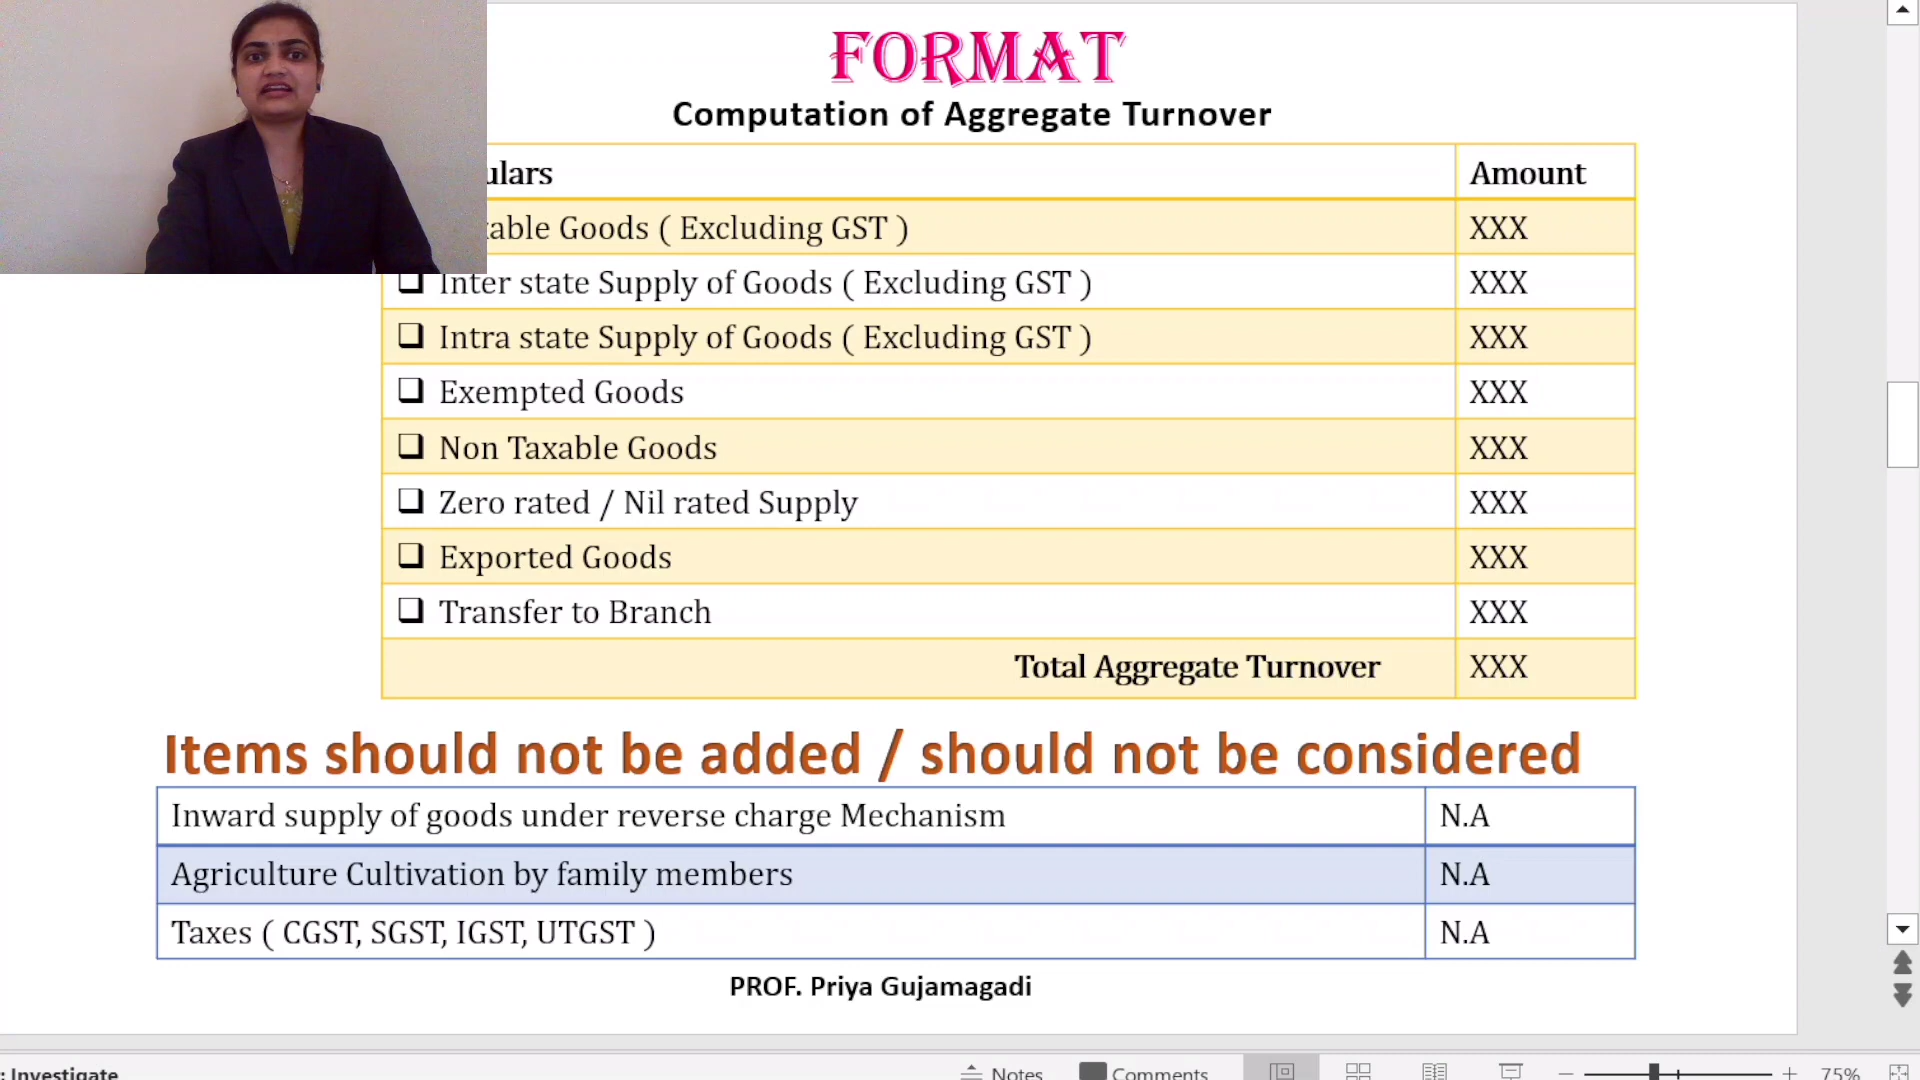 FORMAT
Computation of Aggregate Turnover
Amount
Goods ( Excluding GST ) XXX
❑ Inter state Supply of Goods ( Excluding GST ) XXX
❑ Intra state Supply of Goods ( Excluding GST ) XXX
❑ Exempted Goods XXX
❑ Non Taxable Goods XXX
❑ Zero rated / Nil rated Supply XXX
❑ Exported Goods XXX
❑ Transfer to Branch XXX
Total Aggregate Turnover XXX
Items should not be added / should not be considered
Inward supply of goods under reverse charge Mechanism N.A
Agriculture Cultivation by family members N.A
Taxes ( CGST, SGST, IGST, UTGST ) N.A
PROF. Priya Gujamagadi
: Investigate Notes Comments 75%